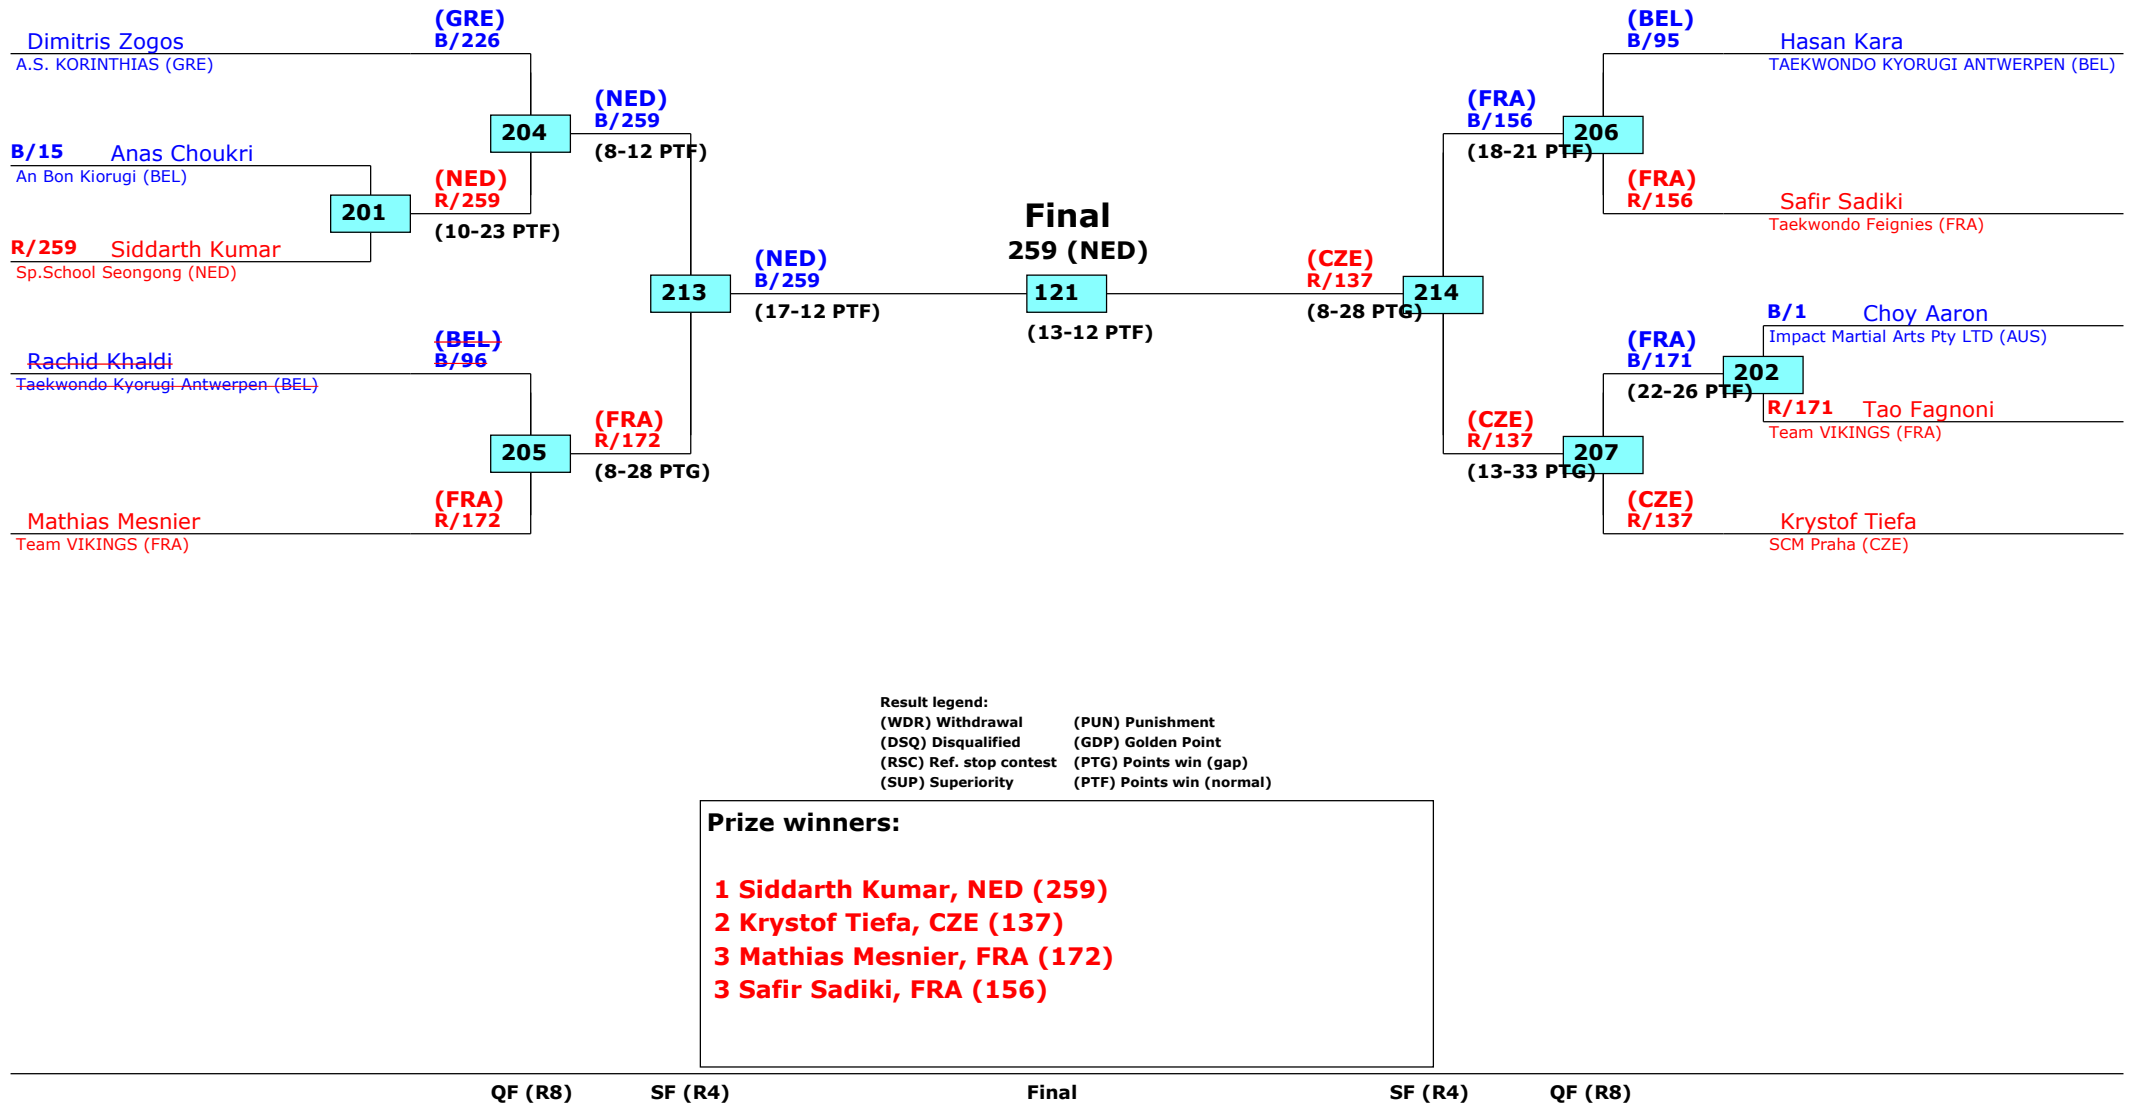 (GRE)
Dimitris Zogos B/226
A.S. KORINTHIAS (GRE)
(NED)
204 B/259
(8-12 PTF)
B/15 Anas Choukri
An Bon Kiorugi (BEL)
(NED)
201 R/259
(10-23 PTF)
R/259 Siddarth Kumar
Sp.School Seongong (NED)
(NED)
213 B/259
(17-12 PTF)
(BEL)
Rachid Khaldi B/96
Taekwondo Kyorugi Antwerpen (BEL)
(FRA)
205 R/172
(8-28 PTG)
(FRA)
Mathias Mesnier R/172
Team VIKINGS (FRA)
Final
259 (NED)
121
(13-12 PTF)
(BEL)
B/95 Hasan Kara
TAEKWONDO KYORUGI ANTWERPEN (BEL)
(FRA)
B/156 206
(18-21 PTF)
(FRA)
R/156 Safir Sadiki
Taekwondo Feignies (FRA)
(CZE)
R/137 214
(8-28 PTG)
B/1 Choy Aaron
Impact Martial Arts Pty LTD (AUS)
(FRA)
B/171 202
(22-26 PTF)
R/171 Tao Fagnoni
Team VIKINGS (FRA)
(CZE)
R/137 207
(13-33 PTG)
(CZE)
R/137 Krystof Tiefa
SCM Praha (CZE)
Result legend:
(WDR) Withdrawal (PUN) Punishment
(DSQ) Disqualified (GDP) Golden Point
(RSC) Ref. stop contest (PTG) Points win (gap)
(SUP) Superiority (PTF) Points win (normal)
Prize winners:
1 Siddarth Kumar, NED (259)
2 Krystof Tiefa, CZE (137)
3 Mathias Mesnier, FRA (172)
3 Safir Sadiki, FRA (156)
QF (R8) SF (R4) Final SF (R4) QF (R8)